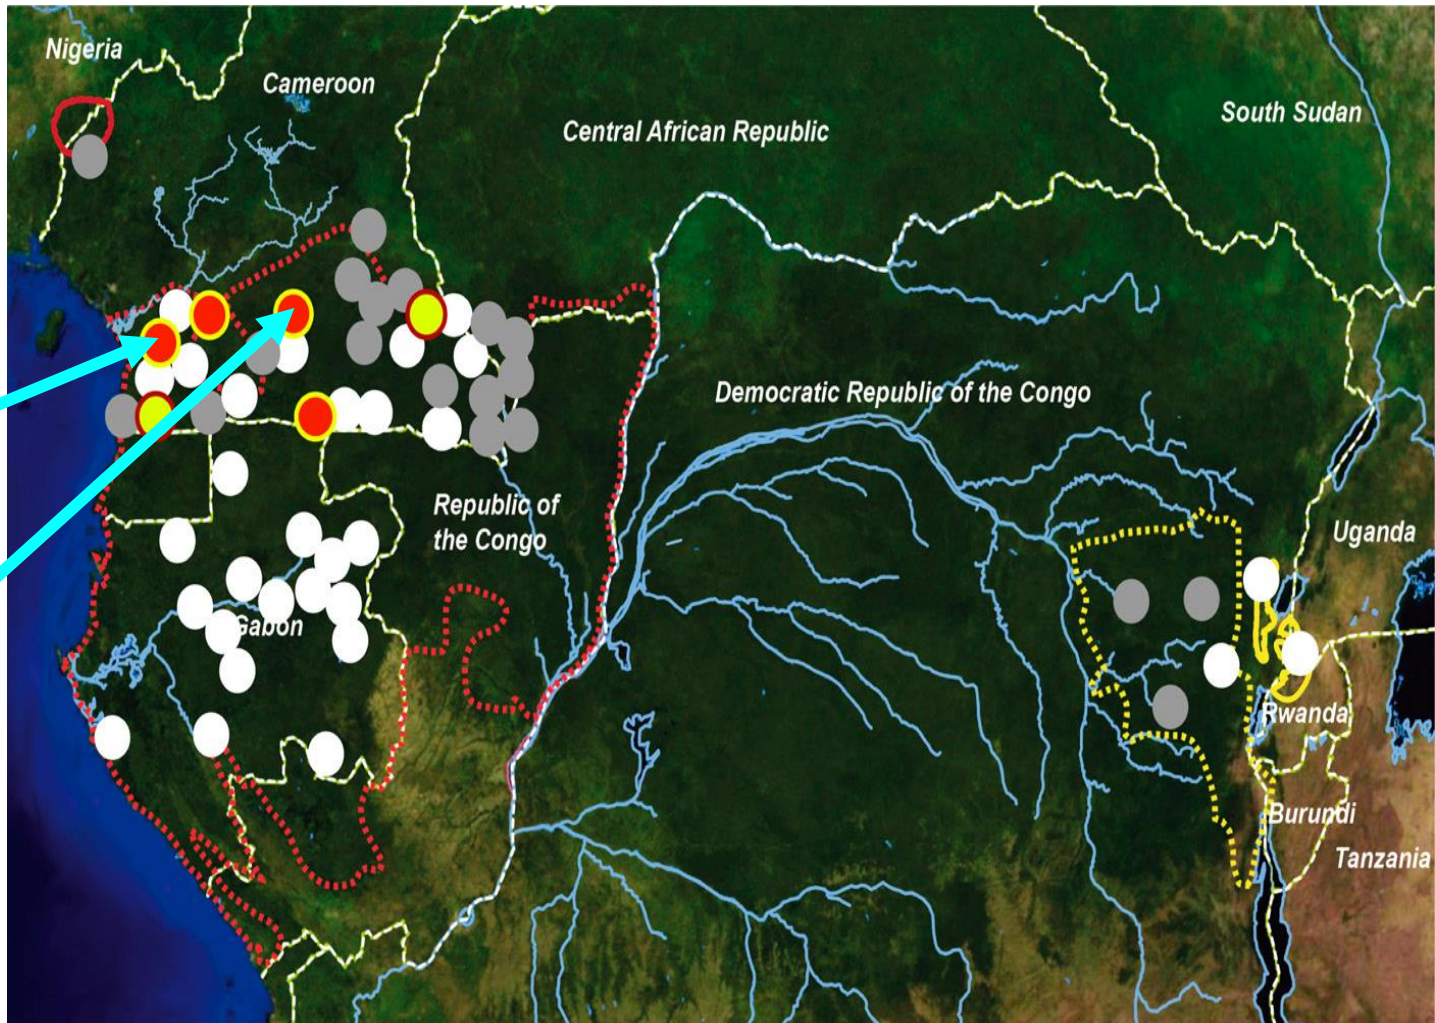 Nigeria
Cameroon
Central African Republic
South Sudan
Democratic Republic of the Congo
Republic of
the Congo
Uganda
Gabon
Rwanda
Burundi
Tanzania